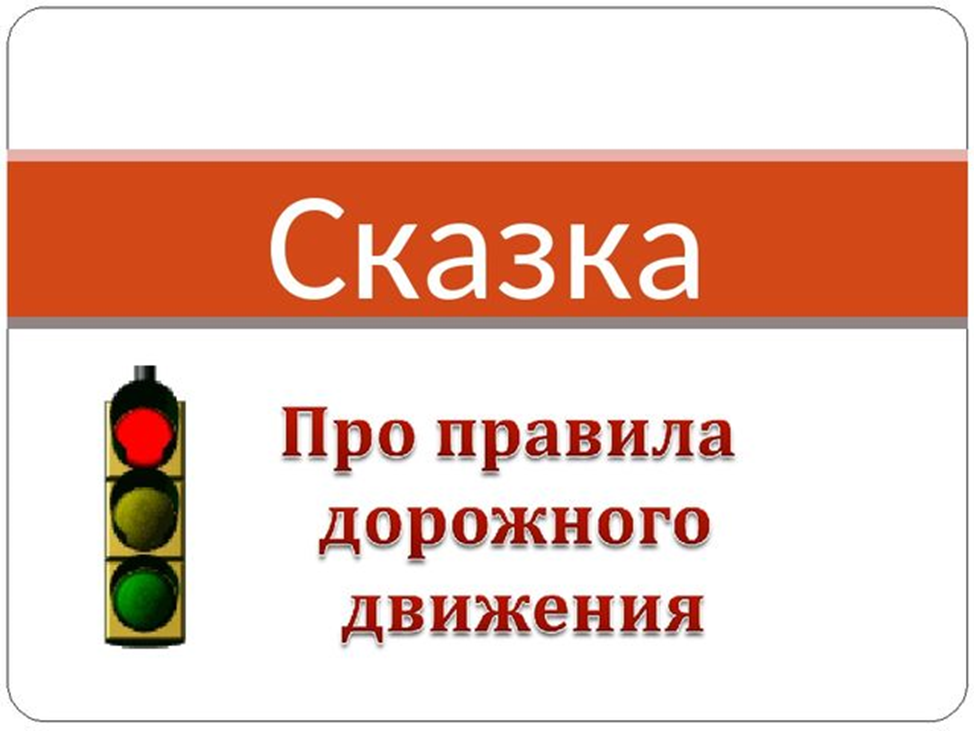 Сказка
Про правила
дорожного
движения